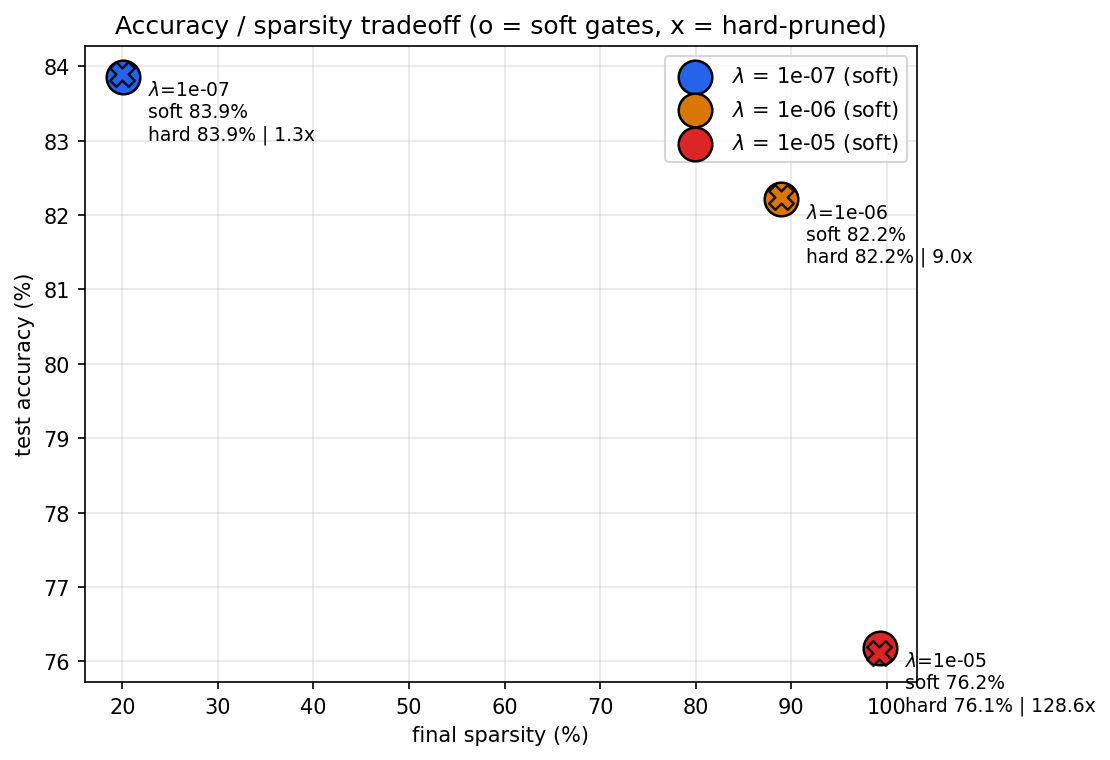 Accuracy / sparsity tradeoff (o = soft gates, x = hard-pruned)
84
83
82
81
80
79
78
77
76
test accuracy (%)
λ=1e-07
soft 83.9%
hard 83.9% | 1.3x
λ = 1e-07 (soft)
λ = 1e-06 (soft)
λ = 1e-05 (soft)
λ=1e-06
soft 82.2%
hard 82.2% | 9.0x
λ=1e-05
soft 76.2%
hard 76.1% | 128.6x
20 30 40 50 60 70 80 90 100
final sparsity (%)